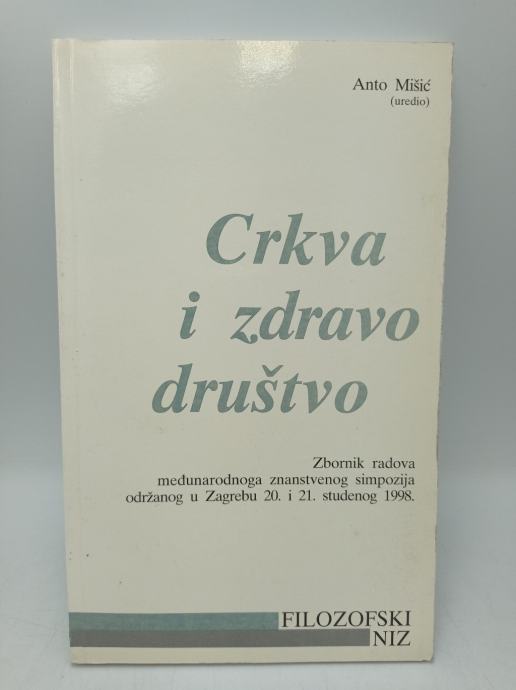 Anto Mišić
(uredio)
Crkva
i zdravo
društvo
Zbornik radova
međunarodnoga znanstvenog simpozija
održanog u Zagrebu 20. i 21. studenog 1998.
FILOZOFSKI
NIZ